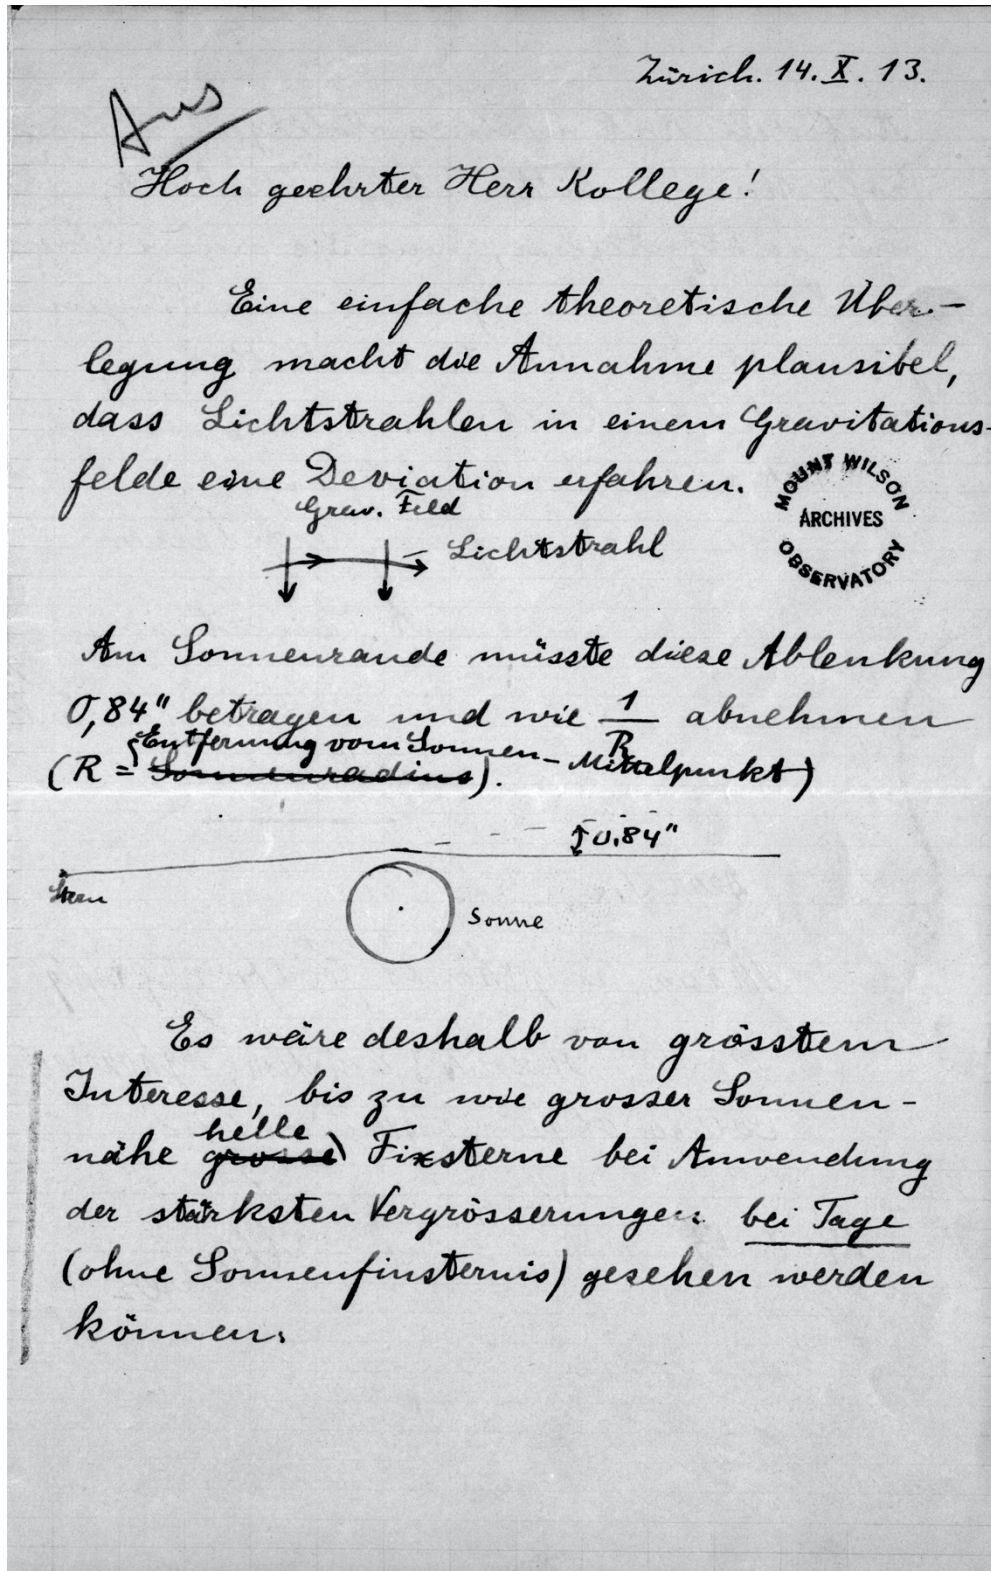 Zürich. 14. X. 13.
Aus
Hoch geehrter Herr Kollege!
Eine einfache theoretische Über-
legung macht die Annahme plausibel,
dass Lichtstrahlen in einem Gravitations-
felde eine Deviation erfahren.
MOUNT WILSON
ARCHIVES
OBSERVATORY
Grav. Feld
Lichtstrahl
Am Sonnenrande müsste diese Ablenkung
0,84" betragen und wie 1/R abnehmen
Entfernung vom Sonnen-Mittelpunkt)
(R = Sonnenradius).
0.84"
Stern
Sonne
Es wäre deshalb von grösstem
Interesse, bis zu wie grosser Sonnen-
helle
nähe grosse Fixsterne bei Anwendung
der stärksten Vergrösserungen bei Tage
(ohne Sonnenfinsternis) gesehen werden
können.